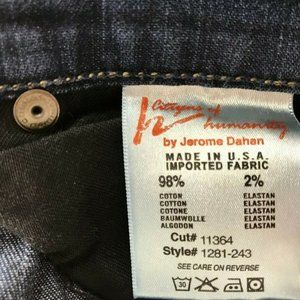 Citizens of
humanity
by Jerome Dahan
MADE IN U.S.A.
IMPORTED FABRIC
98% 2%
COTON ELASTAN
COTTON ELASTAN
COTONE ELASTAN
BAUMWOLLE ELASTAN
ALGODON ELASTAN
Cut# 11364
Style# 1281-243
SEE CARE ON REVERSE
30